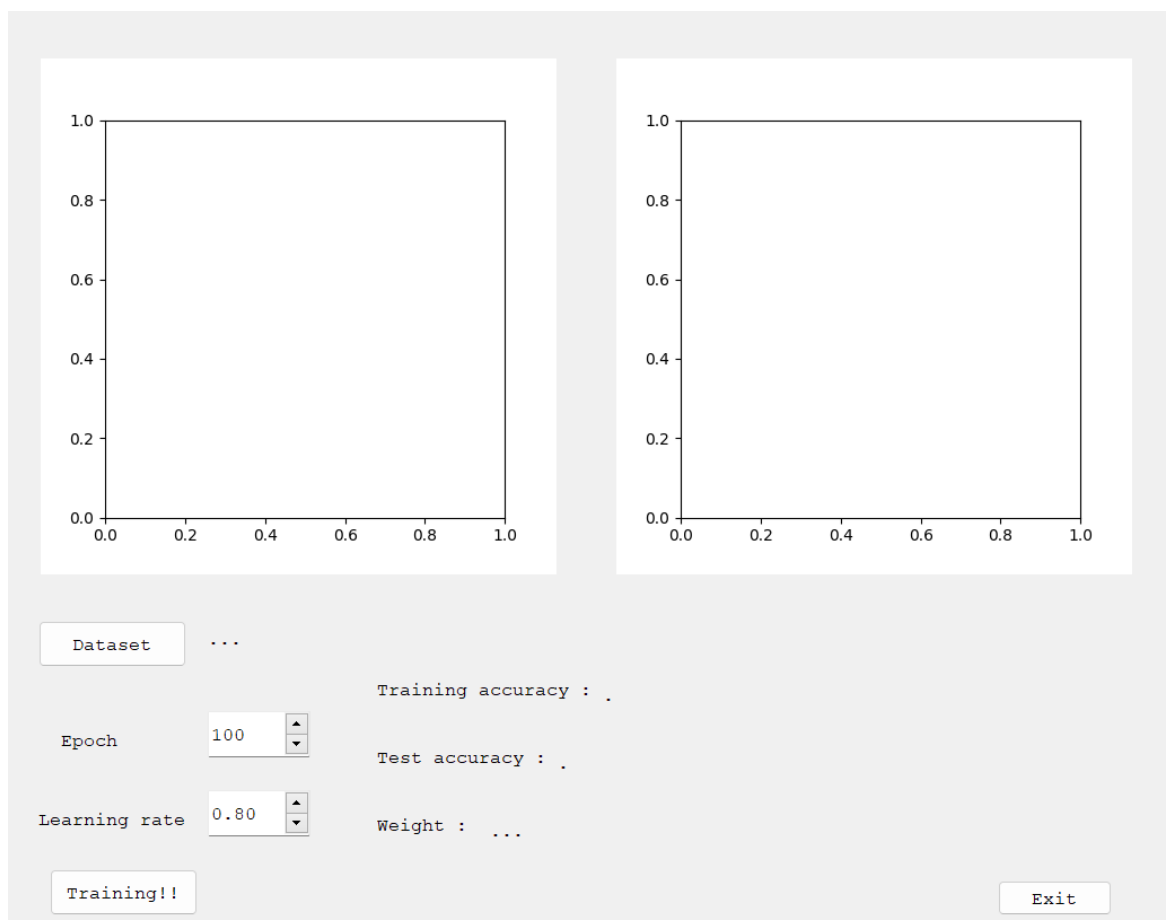 1.0
0.8
0.6
0.4
0.2
0.0
0.0 0.2 0.4 0.6 0.8 1.0
1.0
0.8
0.6
0.4
0.2
0.0
0.0 0.2 0.4 0.6 0.8 1.0
Dataset ...
Training accuracy : .
Epoch 100
Test accuracy : .
Learning rate 0.80
Weight : ...
Training!!
Exit